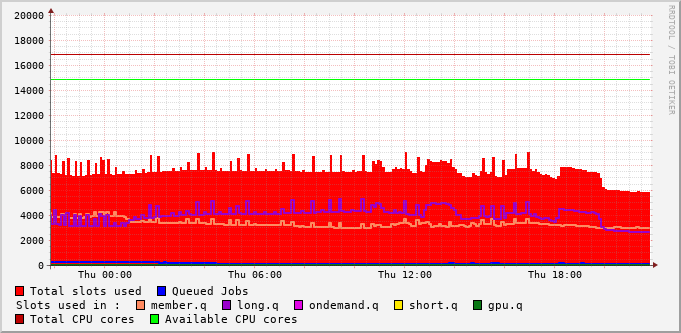 20000
18000
16000
14000
12000
10000
8000
6000
4000
2000
0
Thu 00:00 Thu 06:00 Thu 12:00 Thu 18:00
Total slots used Queued Jobs
Slots used in : member.q long.q ondemand.q short.q gpu.q
Total CPU cores Available CPU cores
RRDTOOL / TOBI OETIKER